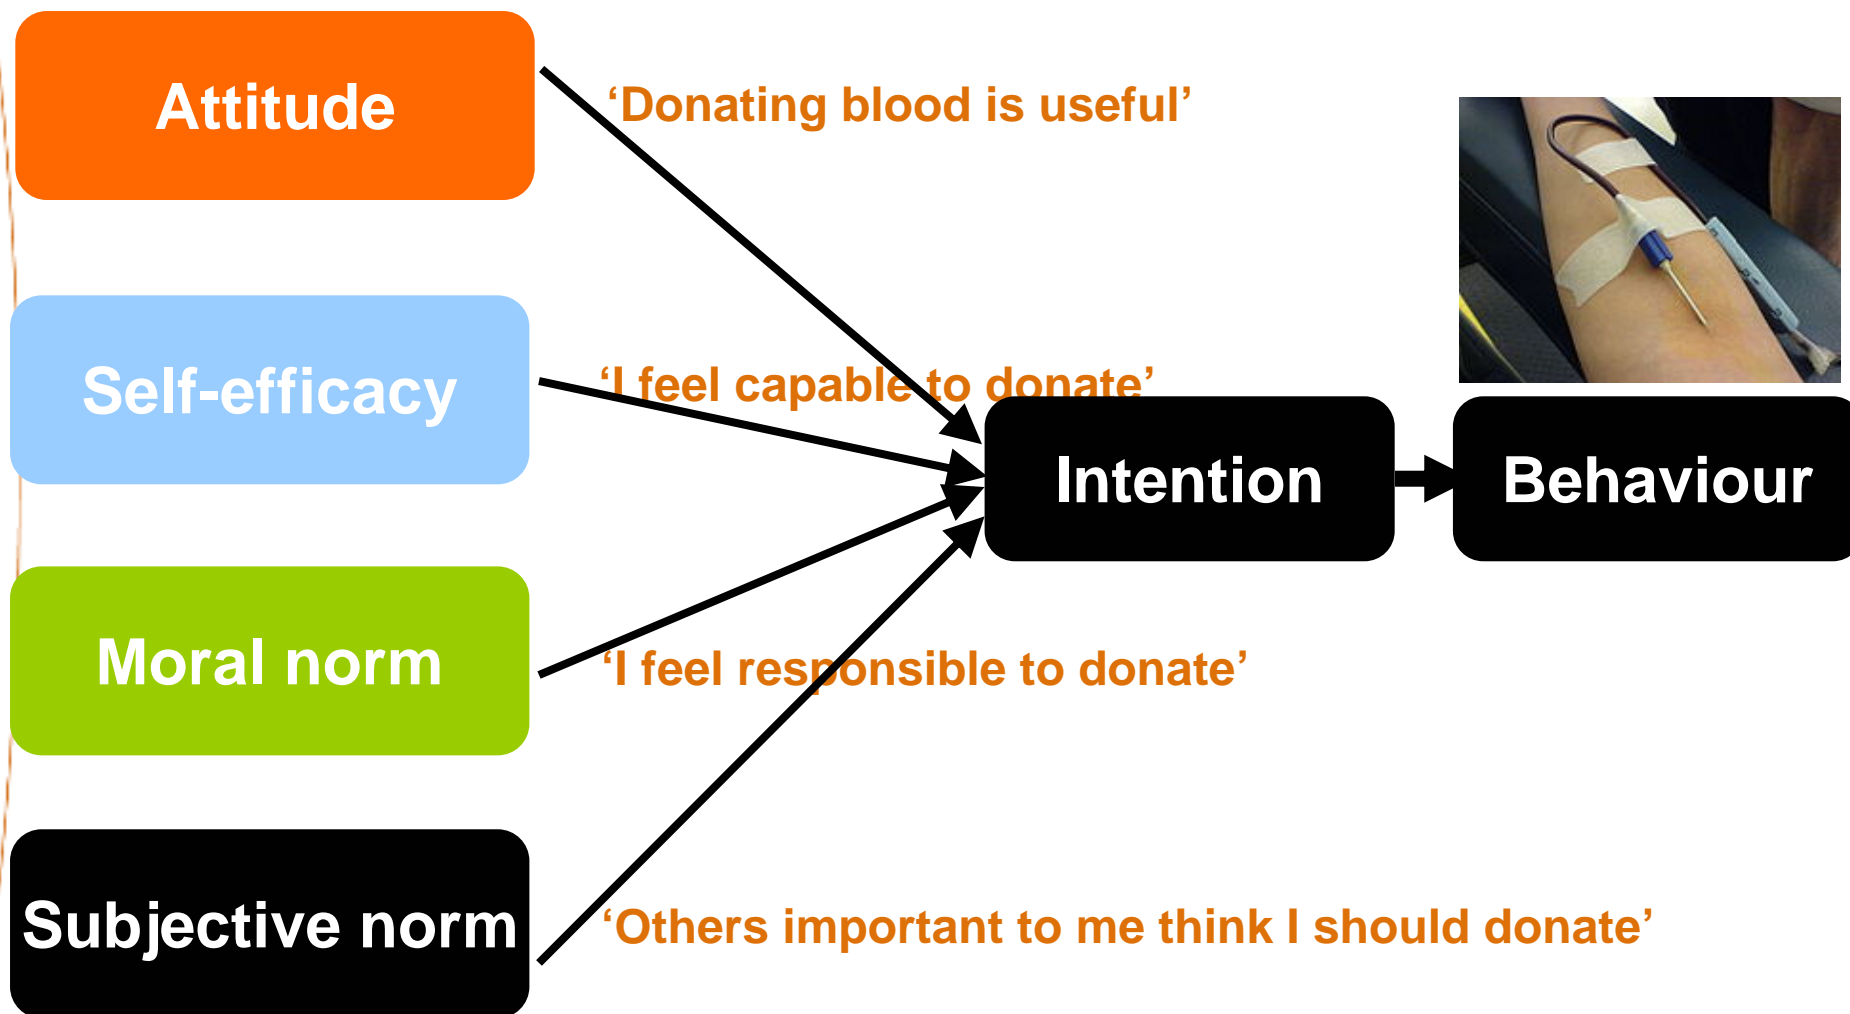 Attitude
‘Donating blood is useful’
Self-efficacy
‘I feel capable to donate’
Intention
Behaviour
Moral norm
‘I feel responsible to donate’
Subjective norm
‘Others important to me think I should donate’